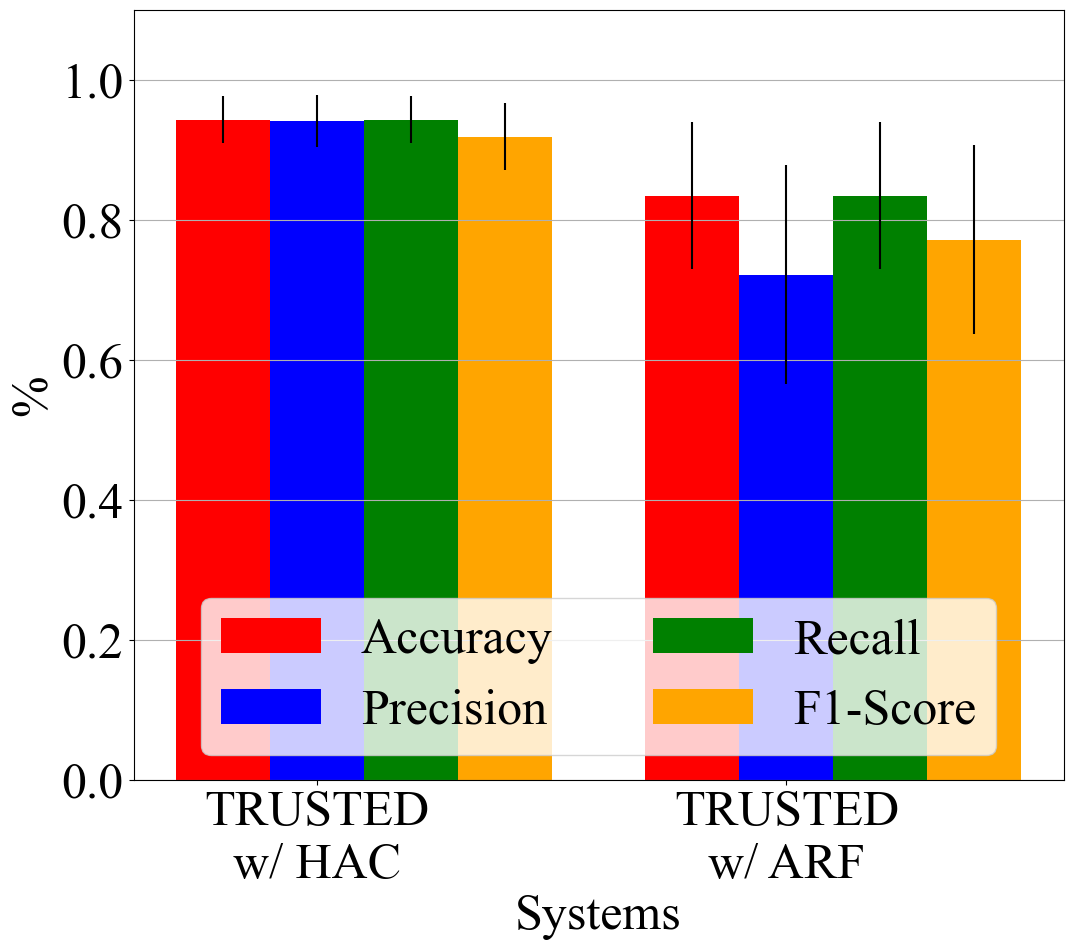 1.0
0.8
0.6
0.4
0.2
0.0
%
Accuracy
Precision
Recall
F1-Score
TRUSTED
w/ HAC
TRUSTED
w/ ARF
Systems